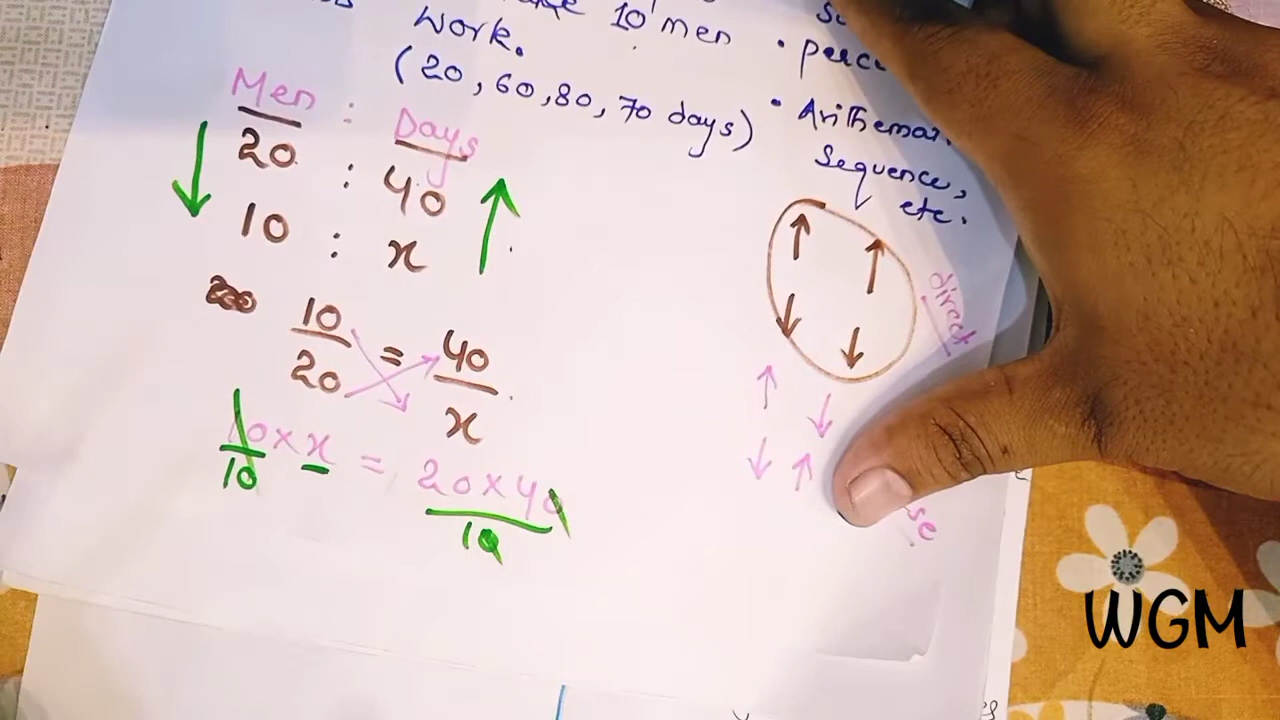 10 men
work.
(20, 60, 80, 70 days)
• Arithema
Sequence,
etc.
Men : Days
20 : 40
10 : x
10/20 = 40/x
10 × x = 20 × 40
10 10
direct
WGM